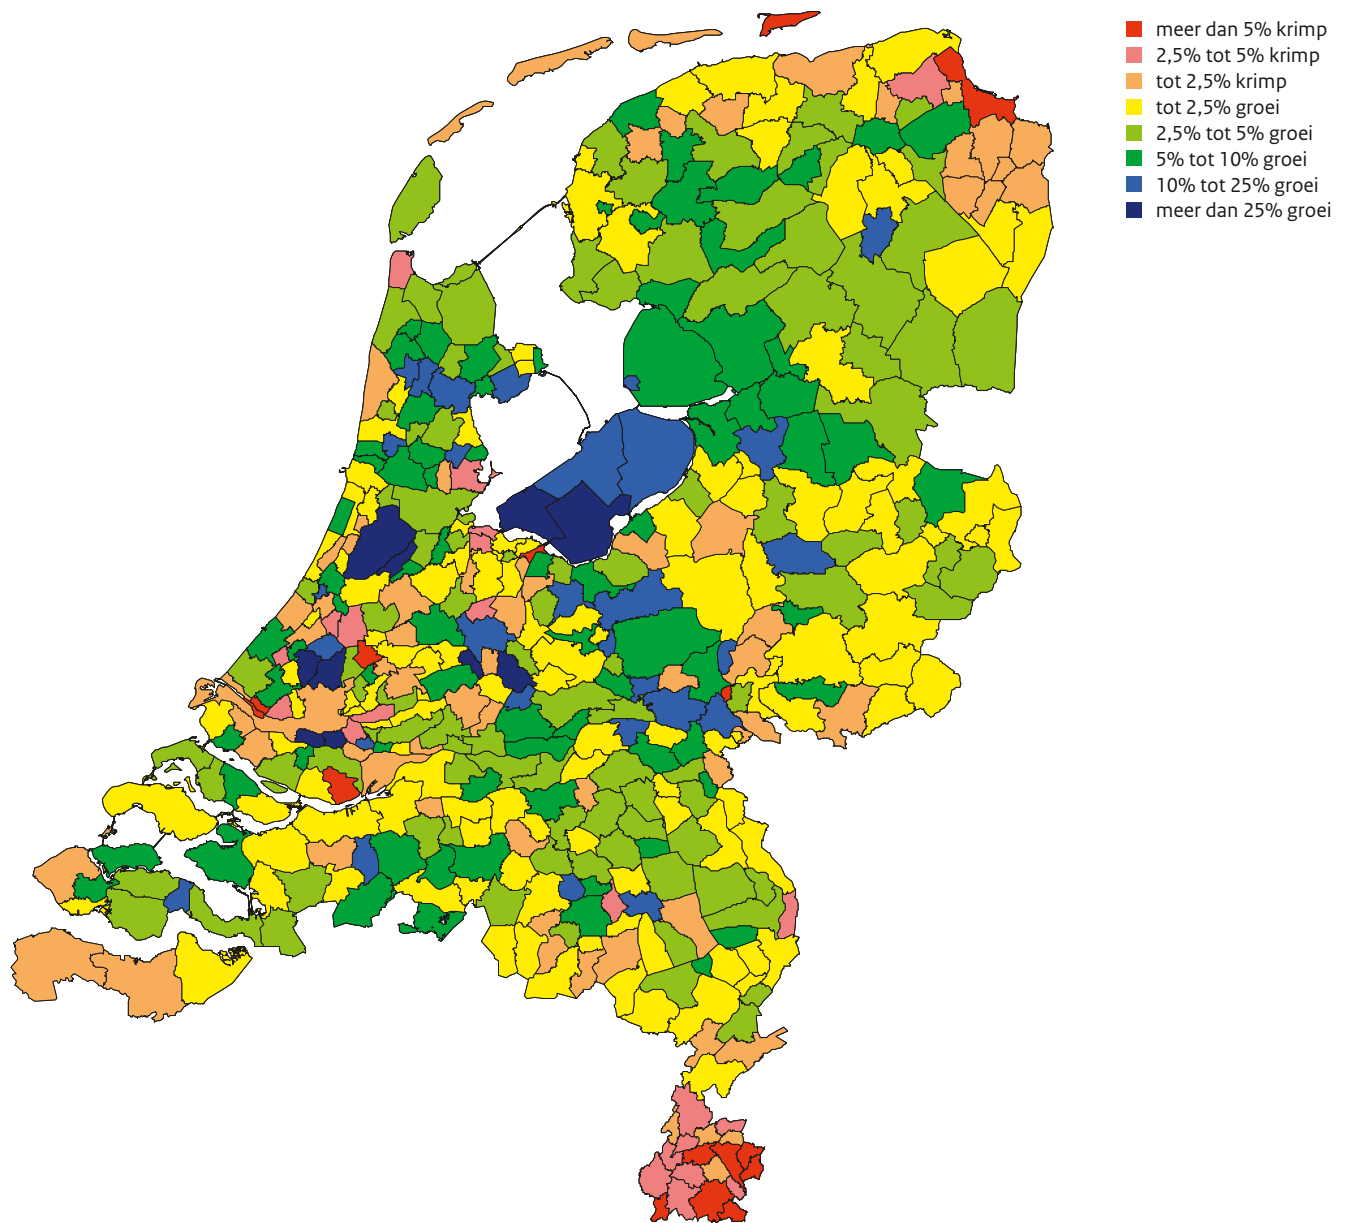 meer dan 5% krimp
2,5% tot 5% krimp
tot 2,5% krimp
tot 2,5% groei
2,5% tot 5% groei
5% tot 10% groei
10% tot 25% groei
meer dan 25% groei